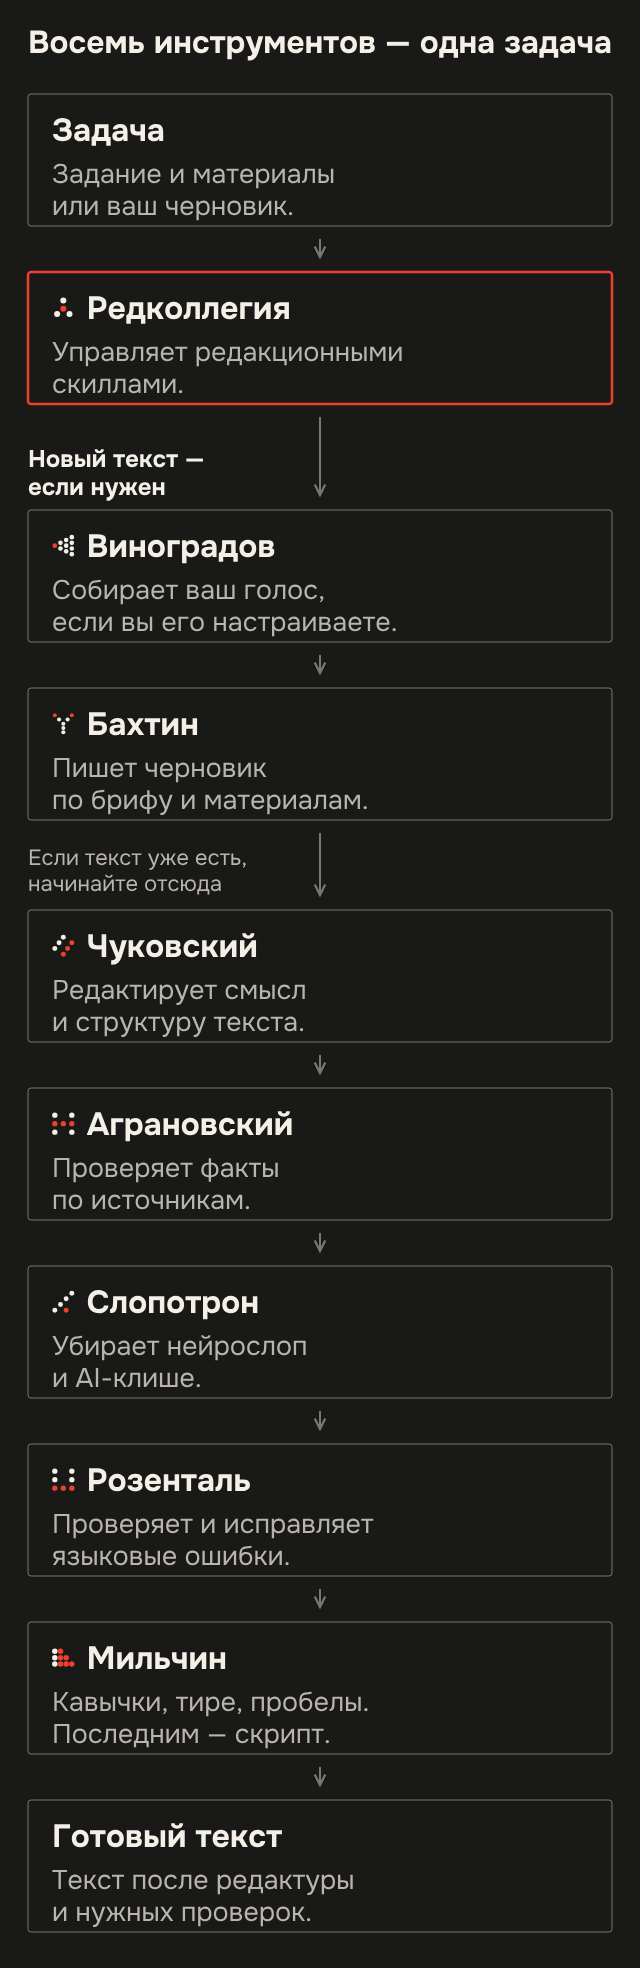 Восемь инструментов — одна задача
Задача
Задание и материалы
или ваш черновик.
Редколлегия
Управляет редакционными
скиллами.
Новый текст —
если нужен
Виноградов
Собирает ваш голос,
если вы его настраиваете.
Бахтин
Пишет черновик
по брифу и материалам.
Если текст уже есть,
начинайте отсюда
Чуковский
Редактирует смысл
и структуру текста.
Аграновский
Проверяет факты
по источникам.
Слопотрон
Убирает нейрослоп
и AI-клише.
Розенталь
Проверяет и исправляет
языковые ошибки.
Мильчин
Кавычки, тире, пробелы.
Последним — скрипт.
Готовый текст
Текст после редактуры
и нужных проверок.